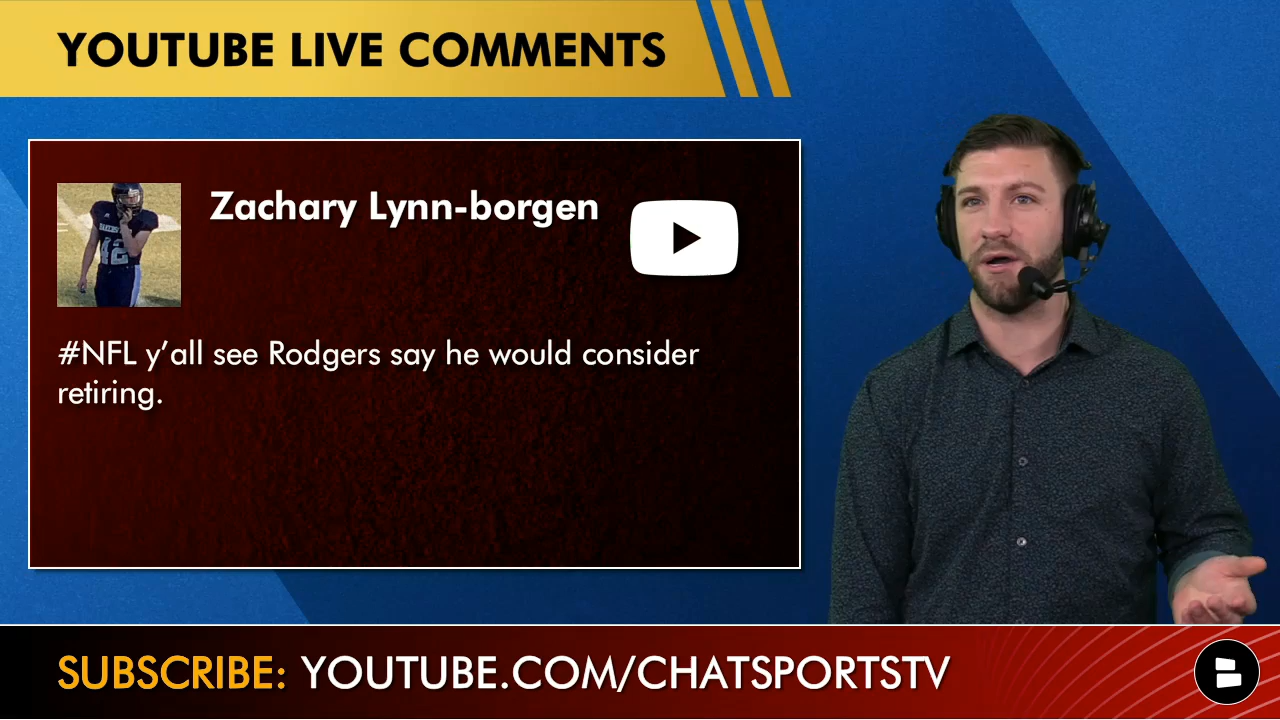 YOUTUBE LIVE COMMENTS
Zachary Lynn-borgen
42
#NFL y'all see Rodgers say he would consider
retiring.
SUBSCRIBE: YOUTUBE.COM/CHATSPORTSTV